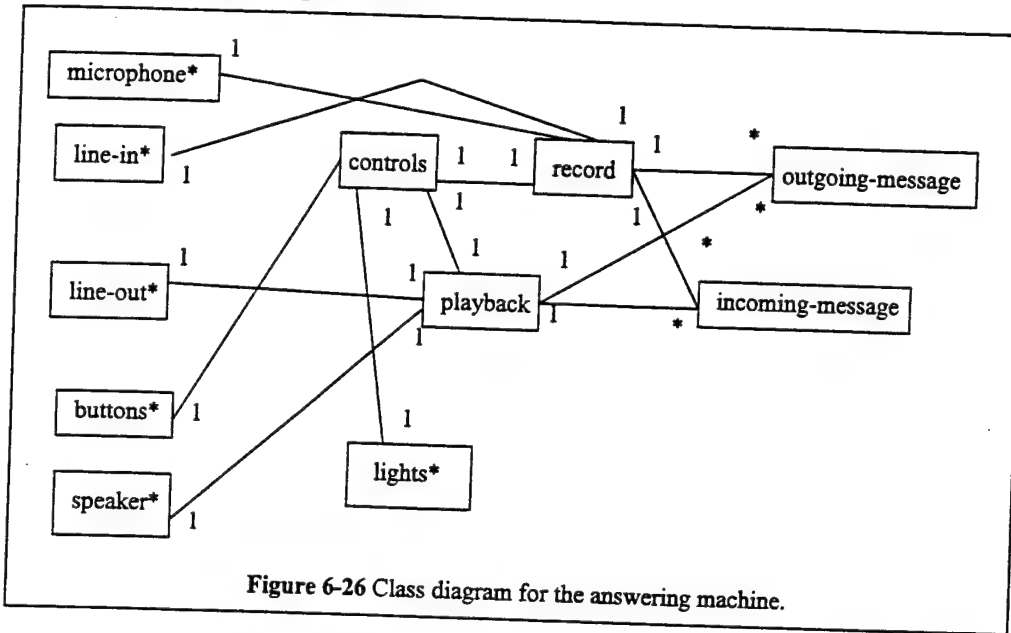 microphone*
1
line-in*
1
controls
1
1
1
1
record
1
1
1
*
outgoing-message
*
line-out*
1
1
playback
1
1
1
1
*
*
incoming-message
buttons*
1
speaker*
1
1
lights*
Figure 6-26 Class diagram for the answering machine.